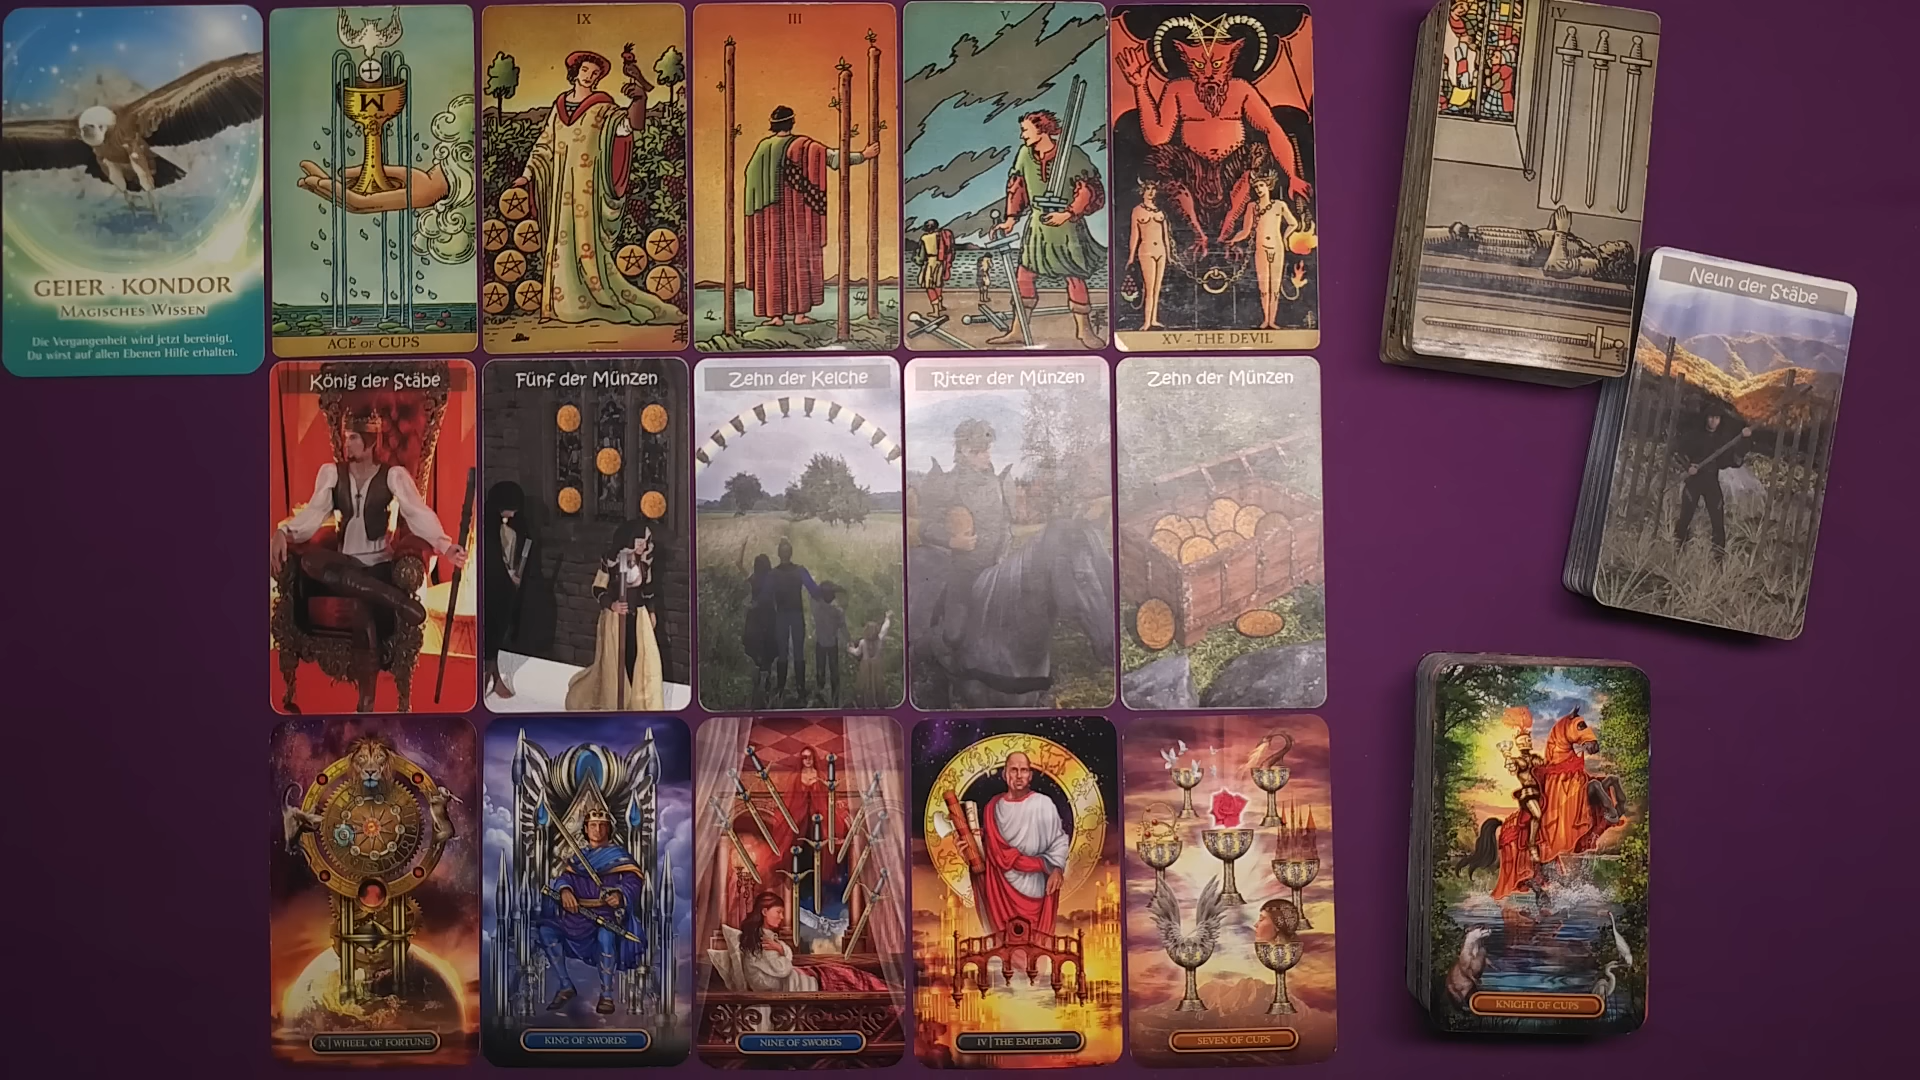 GEIER · KONDOR
MAGISCHES WISSEN
Die Vergangenheit wird jetzt bereinigt.
Du wirst auf allen Ebenen Hilfe erhalten.
ACE OF CUPS
IX
III
V
XV - THE DEVIL
IV
Neun der Stäbe
König der Stäbe
Fünf der Münzen
Zehn der Kelche
Ritter der Münzen
Zehn der Münzen
X | WHEEL OF FORTUNE
KING OF SWORDS
NINE OF SWORDS
IV | THE EMPEROR
SEVEN OF CUPS
KNIGHT OF CUPS